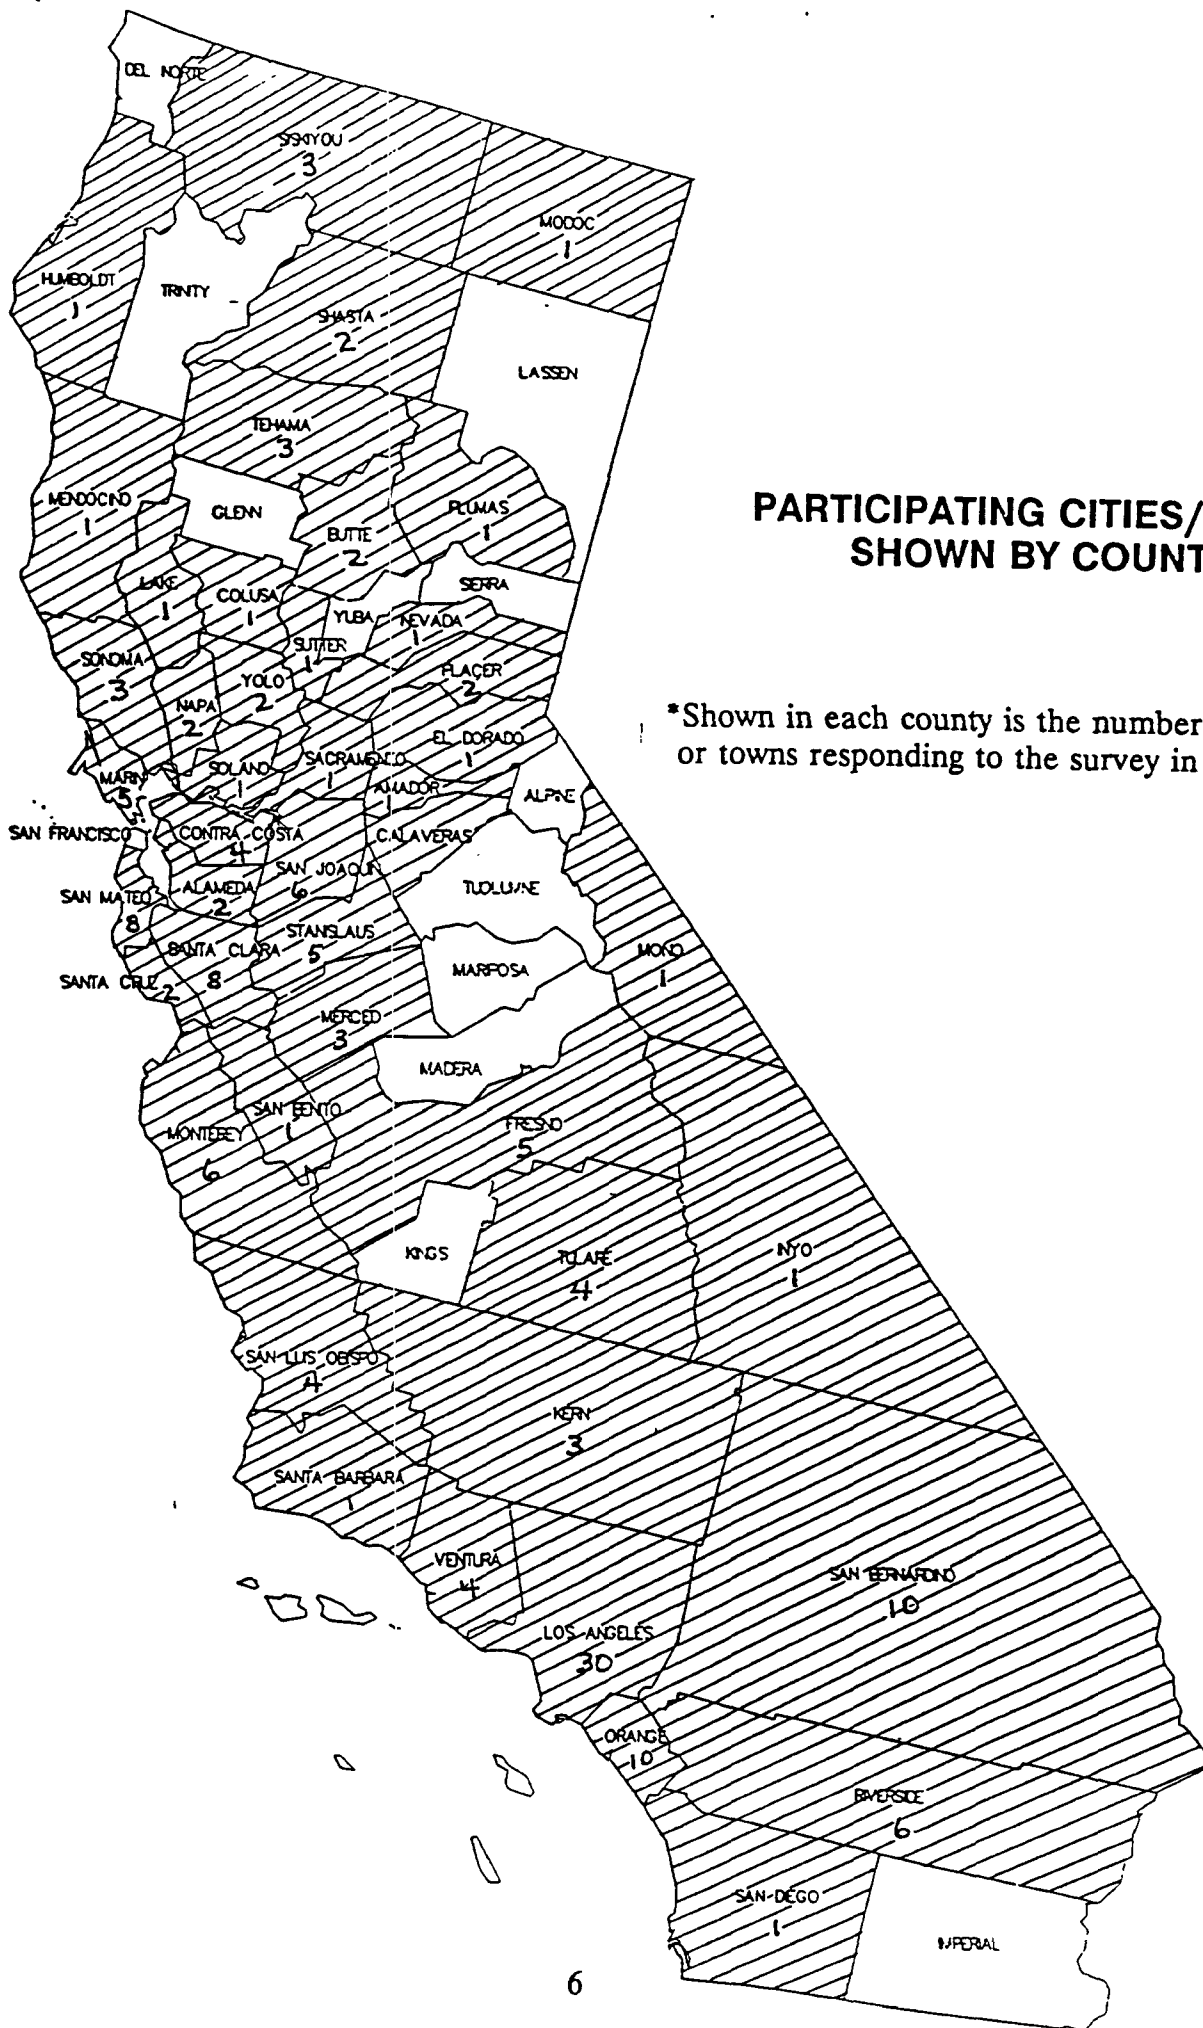 DEL NORTE
SISKIYOU
3
MODOC
1
HUMBOLDT
1
TRINITY
SHASTA
2
LASSEN
TEHAMA
3
PARTICIPATING CITIES/
SHOWN BY COUNT
MENDOCINO
1
GLENN
BUTTE
2
PLUMAS
1
LAKE
1
COLUSA
1
SIERRA
YUBA
NEVADA
1
SUTTER
1
SONOMA
3
YOLO
2
PLACER
2
NAPA
2
*Shown in each county is the number
or towns responding to the survey in
EL DORADO
1
SACRAMENTO
1
SOLANO
1
MARIN
5
AMADOR
1
ALPINE
SAN FRANCISCO
CONTRA COSTA
4
CALAVERAS
SAN JOAQUIN
6
ALAMEDA
2
TUOLUMNE
SAN MATEO
8
STANISLAUS
5
SANTA CLARA
8
MONO
1
MARIPOSA
SANTA CRUZ
2
MERCED
3
MADERA
SAN BENITO
1
FRESNO
5
MONTEREY
6
KINGS
TULARE
4
INYO
1
SAN LUIS OBISPO
4
KERN
3
SANTA BARBARA
1
VENTURA
4
SAN BERNARDINO
10
LOS ANGELES
30
ORANGE
10
RIVERSIDE
6
SAN DIEGO
1
IMPERIAL
6